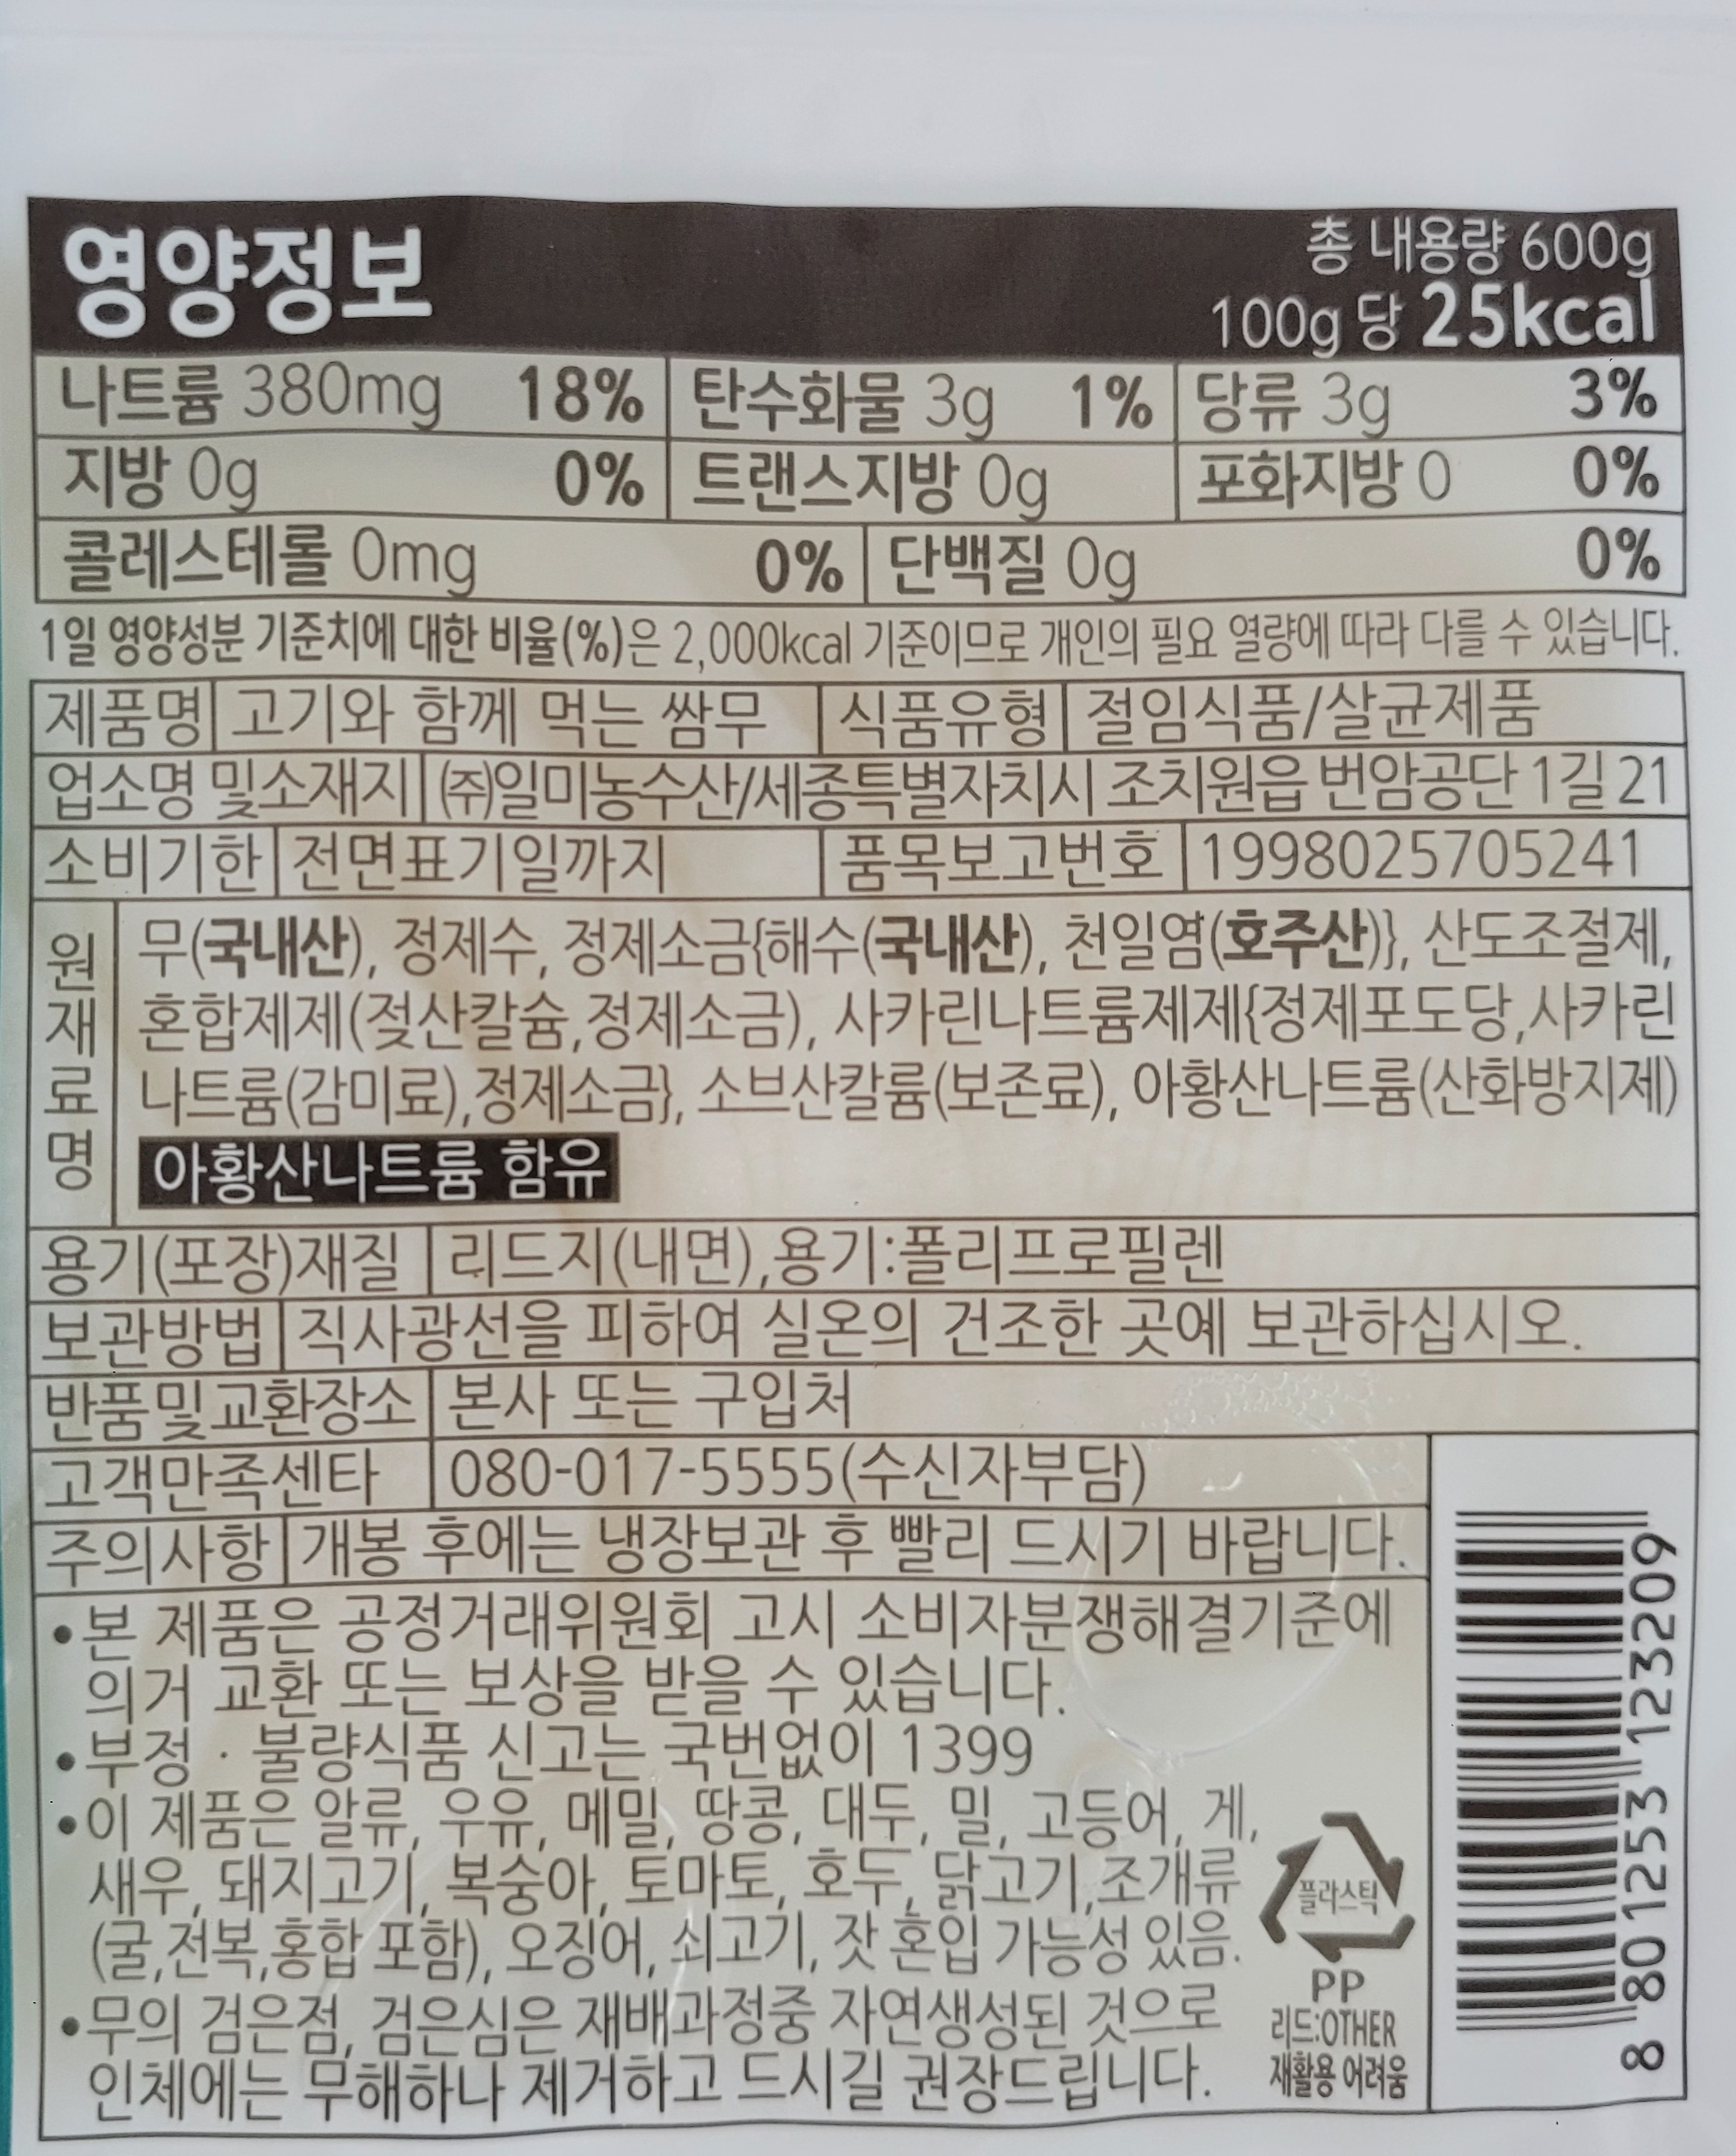 영양정보
총 내용량 600g
100g 당 25kcal
나트륨 380mg 18% 탄수화물 3g 1% 당류 3g 3%
지방 0g 0% 트랜스지방 0g 포화지방 0 0%
콜레스테롤 0mg 0% 단백질 0g 0%
1일 영양성분 기준치에 대한 비율(%)은 2,000kcal 기준이므로 개인의 필요 열량에 따라 다를 수 있습니다.
제품명 고기와 함께 먹는 쌈무 식품유형 절임식품/살균제품
업소명 및소재지 ㈜일미농수산/세종특별자치시 조치원읍 번암공단1길 21
소비기한 전면표기일까지 품목보고번호 1998025705241
원재료명
무(국내산), 정제수, 정제소금{해수(국내산), 천일염(호주산)}, 산도조절제,
혼합제제(젖산칼슘,정제소금), 사카린나트륨제제{정제포도당,사카린
나트륨(감미료),정제소금}, 소브산칼륨(보존료), 아황산나트륨(산화방지제)
아황산나트륨 함유
용기(포장)재질 리드지(내면),용기:폴리프로필렌
보관방법 직사광선을 피하여 실온의 건조한 곳에 보관하십시오.
반품및교환장소 본사 또는 구입처
고객만족센타 080-017-5555(수신자부담)
주의사항 개봉 후에는 냉장보관 후 빨리 드시기 바랍니다.
•본 제품은 공정거래위원회 고시 소비자분쟁해결기준에
의거 교환 또는 보상을 받을 수 있습니다.
•부정 · 불량식품 신고는 국번없이 1399
•이 제품은 알류, 우유, 메밀, 땅콩, 대두, 밀, 고등어, 게,
새우, 돼지고기, 복숭아, 토마토, 호두, 닭고기,조개류
(굴,전복,홍합 포함), 오징어, 쇠고기, 잣 혼입 가능성 있음.
•무의 검은점, 검은심은 재배과정중 자연생성된 것으로
인체에는 무해하나 제거하고 드시길 권장드립니다.
플라스틱
PP
리드:OTHER
재활용 어려움
8 801253 123209